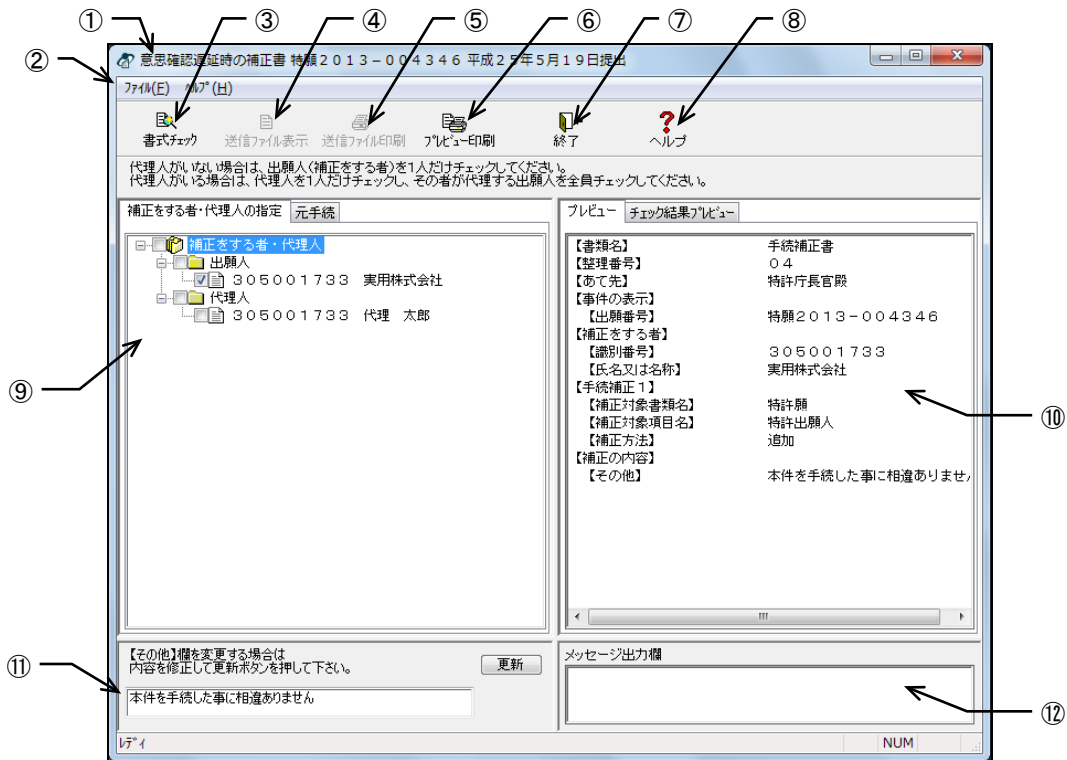 ① ③ ④ ⑤ ⑥ ⑦ ⑧
②
意思確認遅延時の補正書 特願２０１３－００４３４６ 平成２５年５月１９日提出
ﾌｧｲﾙ(F) ﾍﾙﾌﾟ(H)
書式ﾁｪｯｸ 送信ﾌｧｲﾙ表示 送信ﾌｧｲﾙ印刷 ﾌﾟﾚﾋﾞｭｰ印刷 終了 ヘルプ
代理人がいない場合は、出願人(補正をする者)を1人だけチェックしてください。
代理人がいる場合は、代理人を1人だけチェックし、その者が代理する出願人を全員チェックしてください。
補正をする者・代理人の指定 元手続
補正をする者・代理人
出願人
３０５００１７３３ 実用株式会社
代理人
３０５００１７３３代理 太郎
⑨
プレビュー チェック結果ﾌﾟﾚﾋﾞｭｰ
【書類名】 手続補正書
【整理番号】 ０４
【あて先】 特許庁長官殿
【事件の表示】
【出願番号】 特願２０１３－００４３４６
【補正をする者】
【識別番号】 ３０５００１７３３
【氏名又は名称】 実用株式会社
【手続補正１】
【補正対象書類名】 特許願
【補正対象項目名】 特許出願人
【補正方法】 追加
【補正の内容】
【その他】 本件を手続した事に相違ありませ
⑩
【その他】欄を変更する場合は
内容を修正して更新ボタンを押して下さい。
更新
本件を手続した事に相違ありません
⑪
メッセージ出力欄
⑫
ﾚﾃﾞｲ NUM